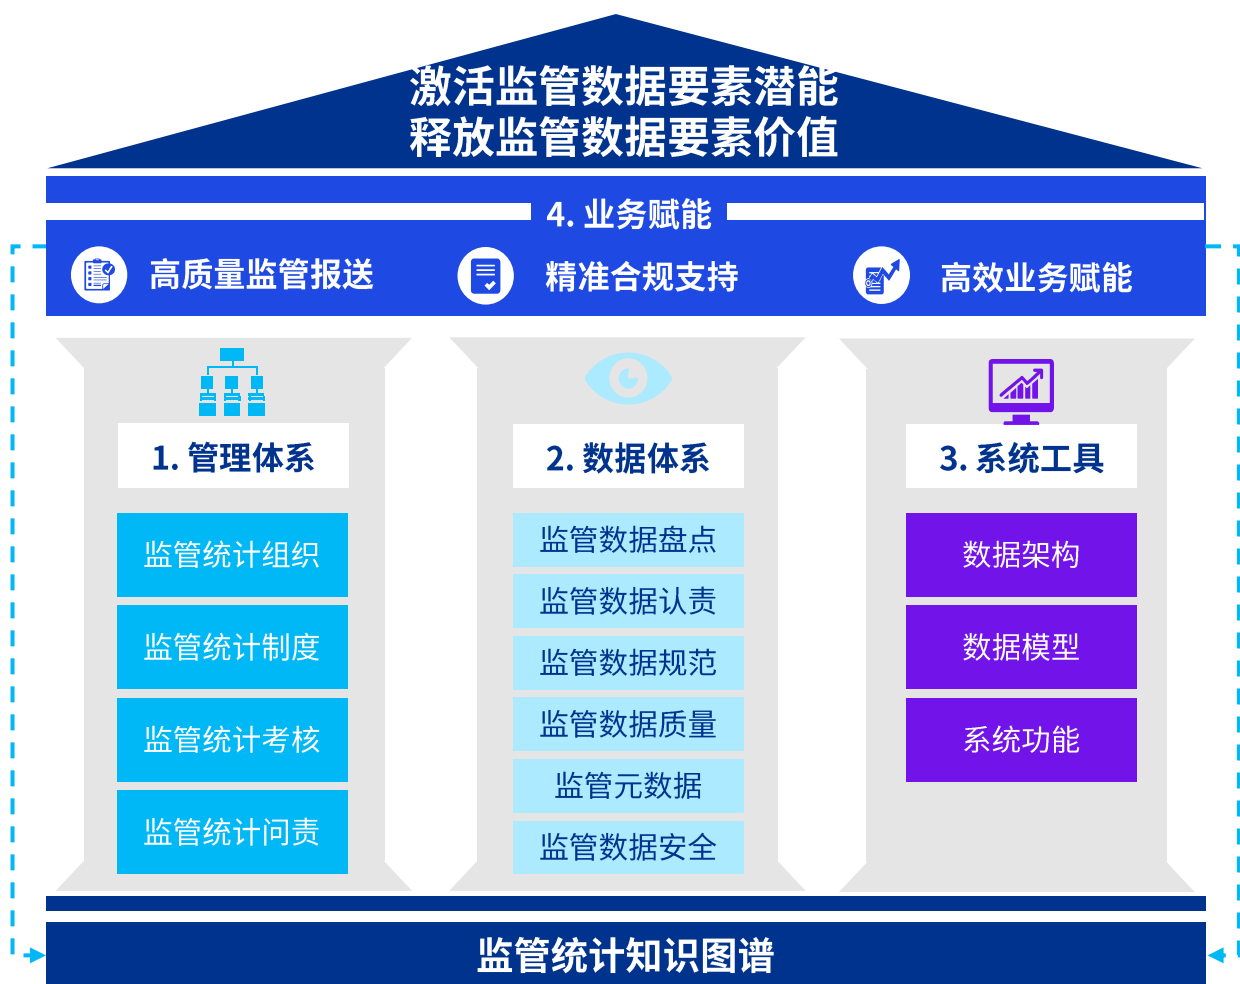 激活监管数据要素潜能
释放监管数据要素价值
4. 业务赋能
高质量监管报送
精准合规支持
高效业务赋能
1. 管理体系
监管统计组织
监管统计制度
监管统计考核
监管统计问责
2. 数据体系
监管数据盘点
监管数据认责
监管数据规范
监管数据质量
监管元数据
监管数据安全
3. 系统工具
数据架构
数据模型
系统功能
监管统计知识图谱